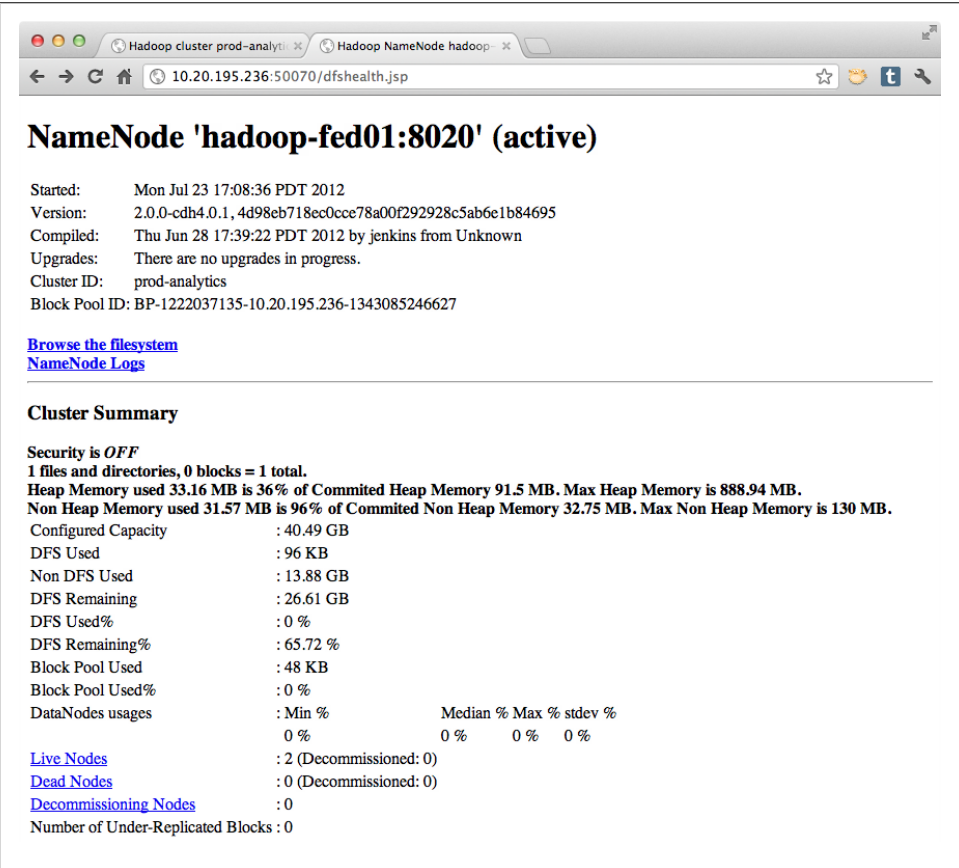 Hadoop cluster prod-analyti
Hadoop NameNode hadoop-
10.20.195.236:50070/dfshealth.jsp
t
NameNode 'hadoop-fed01:8020' (active)
Started: Mon Jul 23 17:08:36 PDT 2012
Version: 2.0.0-cdh4.0.1, 4d98eb718ec0cce78a00f292928c5ab6e1b84695
Compiled: Thu Jun 28 17:39:22 PDT 2012 by jenkins from Unknown
Upgrades: There are no upgrades in progress.
Cluster ID: prod-analytics
Block Pool ID: BP-1222037135-10.20.195.236-1343085246627
Browse the filesystem
NameNode Logs
Cluster Summary
Security is OFF
1 files and directories, 0 blocks = 1 total.
Heap Memory used 33.16 MB is 36% of Commited Heap Memory 91.5 MB. Max Heap Memory is 888.94 MB.
Non Heap Memory used 31.57 MB is 96% of Commited Non Heap Memory 32.75 MB. Max Non Heap Memory is 130 MB.
Configured Capacity : 40.49 GB
DFS Used : 96 KB
Non DFS Used : 13.88 GB
DFS Remaining : 26.61 GB
DFS Used% : 0 %
DFS Remaining% : 65.72 %
Block Pool Used : 48 KB
Block Pool Used% : 0 %
DataNodes usages : Min % Median % Max % stdev %
0 % 0 % 0 % 0 %
Live Nodes : 2 (Decommissioned: 0)
Dead Nodes : 0 (Decommissioned: 0)
Decommissioning Nodes : 0
Number of Under-Replicated Blocks : 0